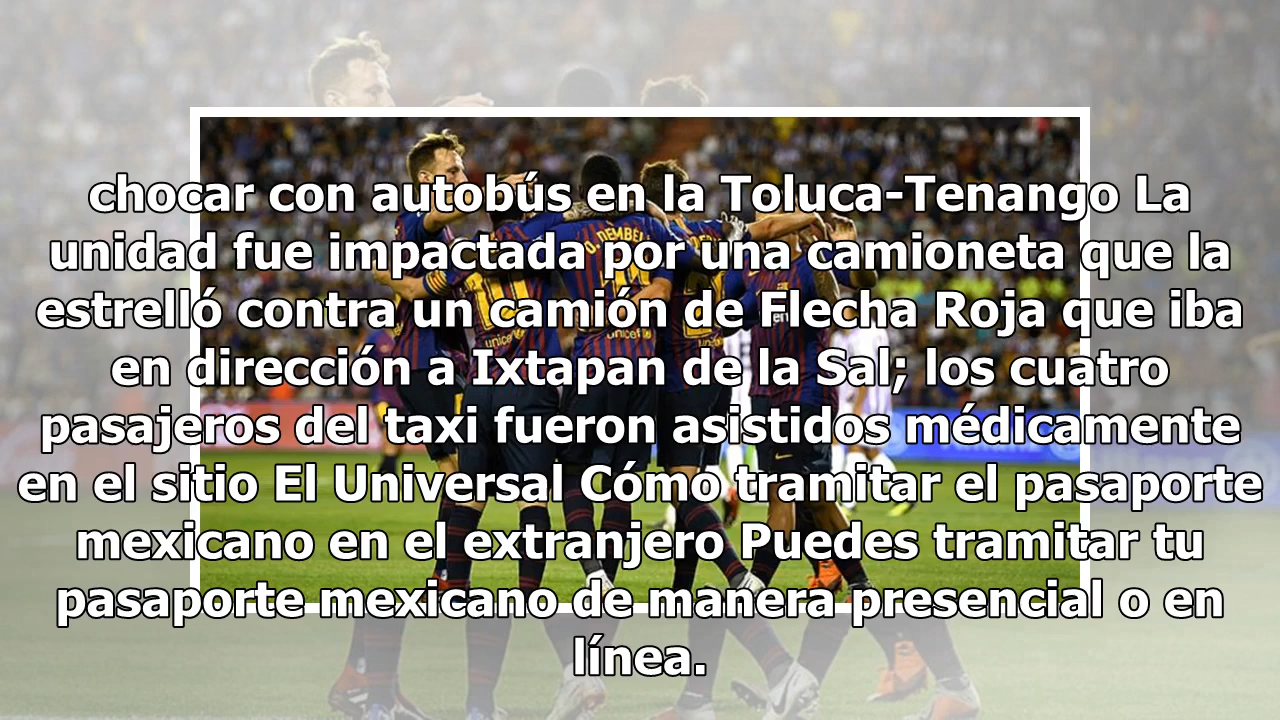 chocar con autobús en la Toluca-Tenango La
unidad fue impactada por una camioneta que la
estrelló contra un camión de Flecha Roja que iba
en dirección a Ixtapan de la Sal; los cuatro
pasajeros del taxi fueron asistidos médicamente
en el sitio El Universal Cómo tramitar el pasaporte
mexicano en el extranjero Puedes tramitar tu
pasaporte mexicano de manera presencial o en
línea.
O. DEMBÉL
unicef
unicef